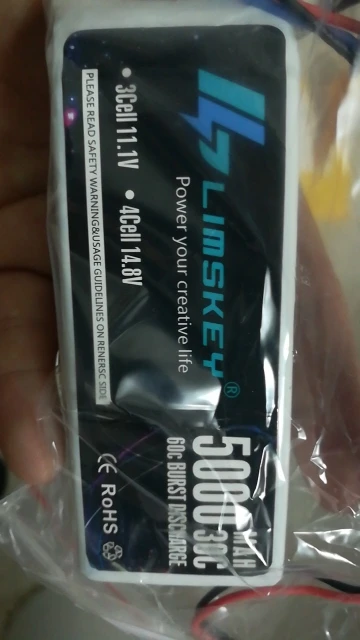 LIMSKEY®
Power your creative life
• 3Cell 11.1V • 4Cell 14.8V
PLEASE READ SAFETY WARNING&USAGE GUIDELINES ON RENERSC SIDE
5000MAH
30C
60C BURST DISCHARGE
CE RoHS